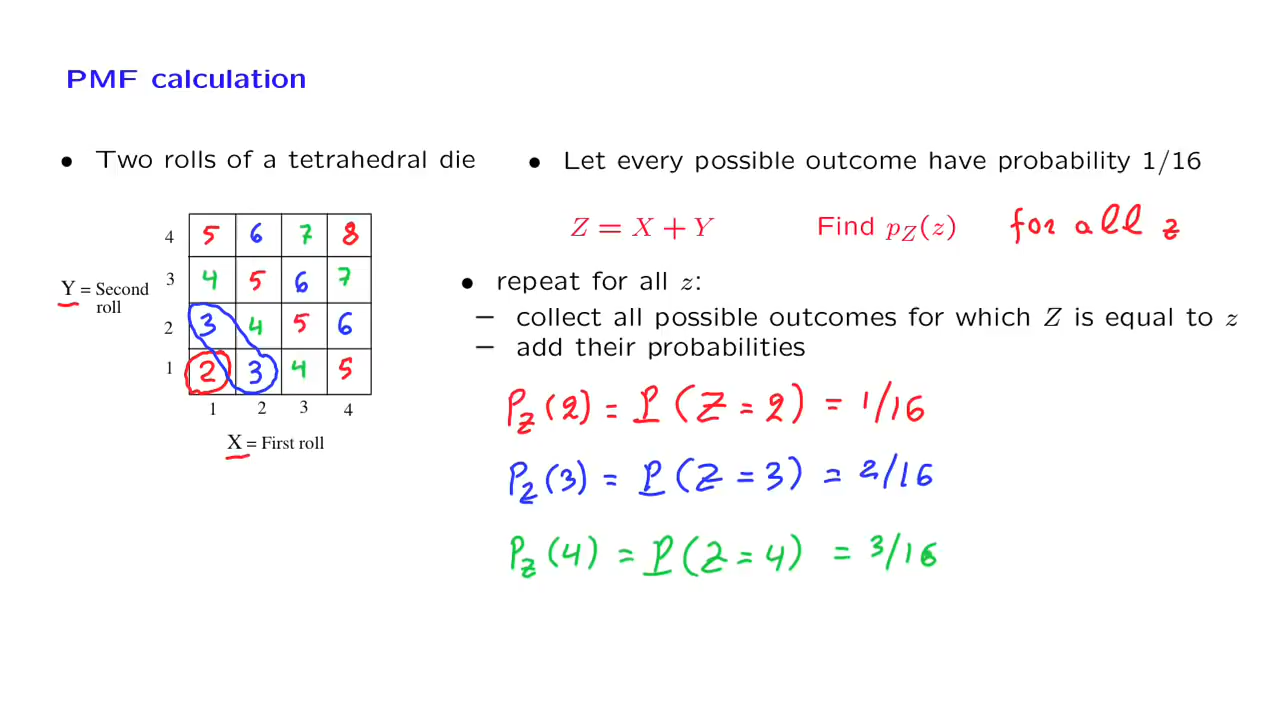 PMF calculation
• Two rolls of a tetrahedral die
• Let every possible outcome have probability 1/16
Z = X + Y
Find p_Z(z) for all z
4 5 6 7 8
3 4 5 6 7
2 3 4 5 6
1 2 3 4 5
1 2 3 4
Y = Second
roll
X = First roll
• repeat for all z:
– collect all possible outcomes for which Z is equal to z
– add their probabilities
P_Z(2) = P(Z = 2) = 1/16
P_Z(3) = P(Z = 3) = 2/16
P_Z(4) = P(Z = 4) = 3/16